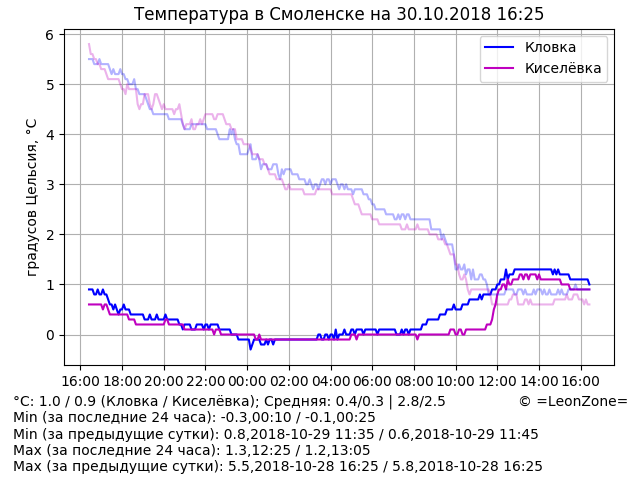 Температура в Смоленске на 30.10.2018 16:25
Кловка
Киселёвка
градусов Цельсия, °C
6
5
4
3
2
1
0
16:00 18:00 20:00 22:00 00:00 02:00 04:00 06:00 08:00 10:00 12:00 14:00 16:00
°C: 1.0 / 0.9 (Кловка / Киселёвка); Средняя: 0.4/0.3 | 2.8/2.5 © =LeonZone=
Min (за последние 24 часа): -0.3,00:10 / -0.1,00:25
Min (за предыдущие сутки): 0.8,2018-10-29 11:35 / 0.6,2018-10-29 11:45
Max (за последние 24 часа): 1.3,12:25 / 1.2,13:05
Max (за предыдущие сутки): 5.5,2018-10-28 16:25 / 5.8,2018-10-28 16:25